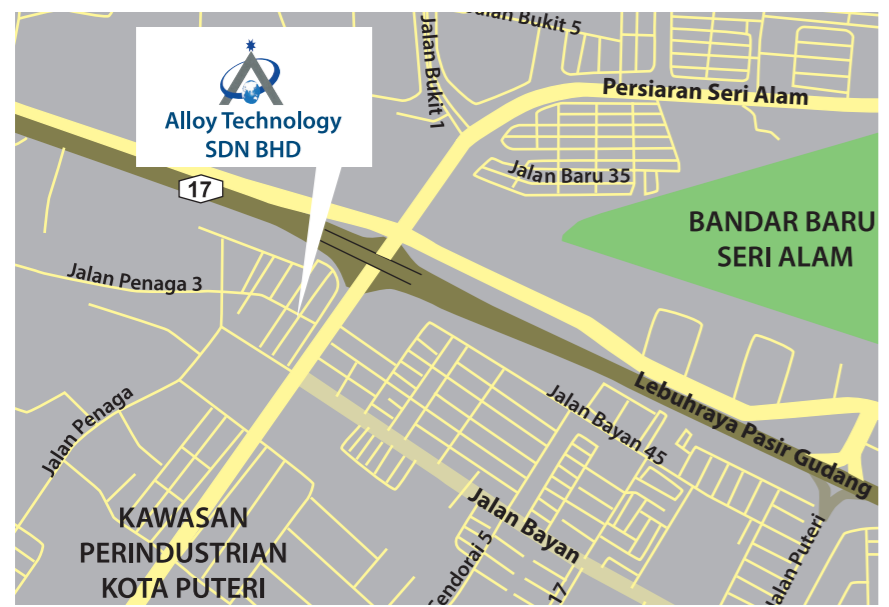 Jalan Bukit 5
Jalan Bukit 1
Persiaran Seri Alam
Alloy Technology
SDN BHD
17
Jalan Baru 35
BANDAR BARU
SERI ALAM
Jalan Penaga 3
Lebuhraya Pasir Gudang
Jalan Penaga
Jalan Bayan 45
Jalan Bayan
KAWASAN
PERINDUSTRIAN
KOTA PUTERI
Cendorai 5
17
Jalan Puteri